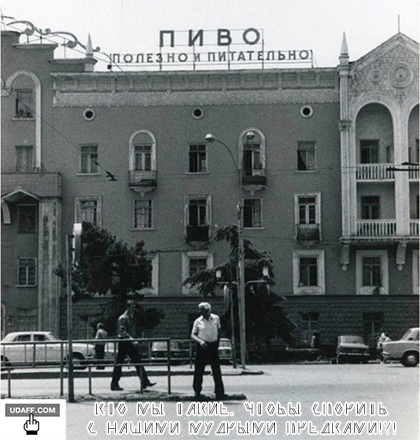 ПИВО
ПОЛЕЗНО И ПИТАТЕЛЬНО
UDAFF.COM
КТО МЫ ТАКИЕ, ЧТОБЫ СПОРИТЬ
С НАШИМИ МУДРЫМИ ПРЕДКАМИ?!